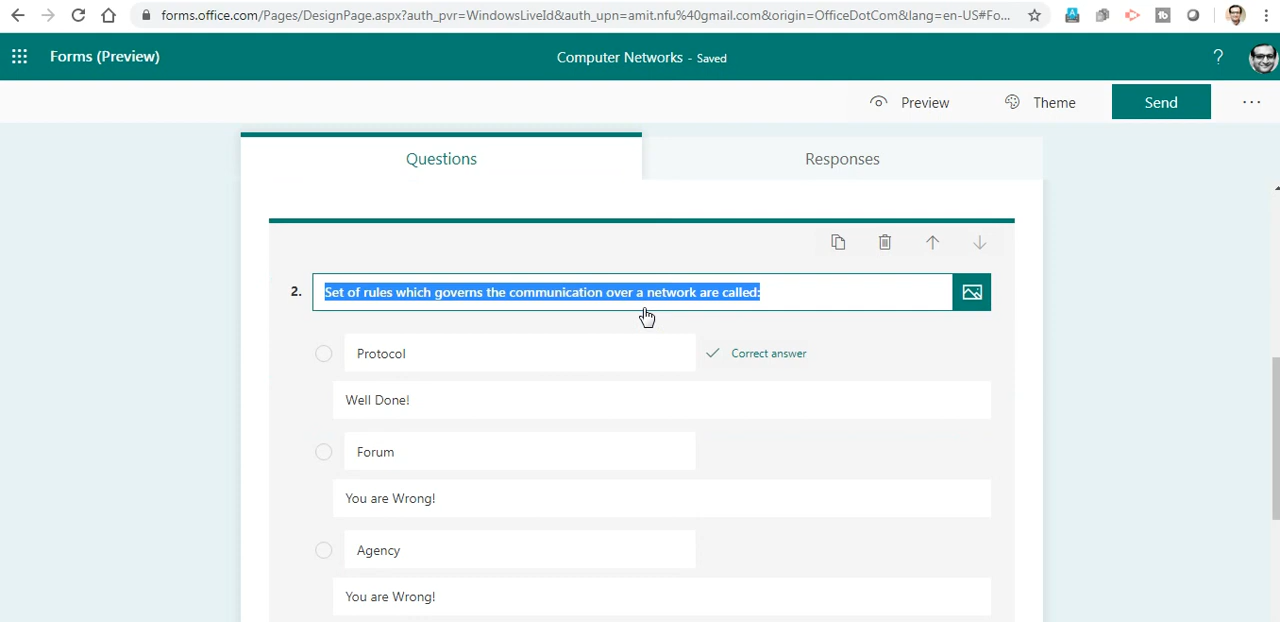 forms.office.com/Pages/DesignPage.aspx?auth_pvr=WindowsLiveId&auth_upn=amit.nfu%40gmail.com&origin=OfficeDotCom&lang=en-US#Fo...
Forms (Preview)
Computer Networks - Saved
?
Preview
Theme
Send
Questions
Responses
2.
Set of rules which governs the communication over a network are called:
Protocol
Correct answer
Well Done!
Forum
You are Wrong!
Agency
You are Wrong!